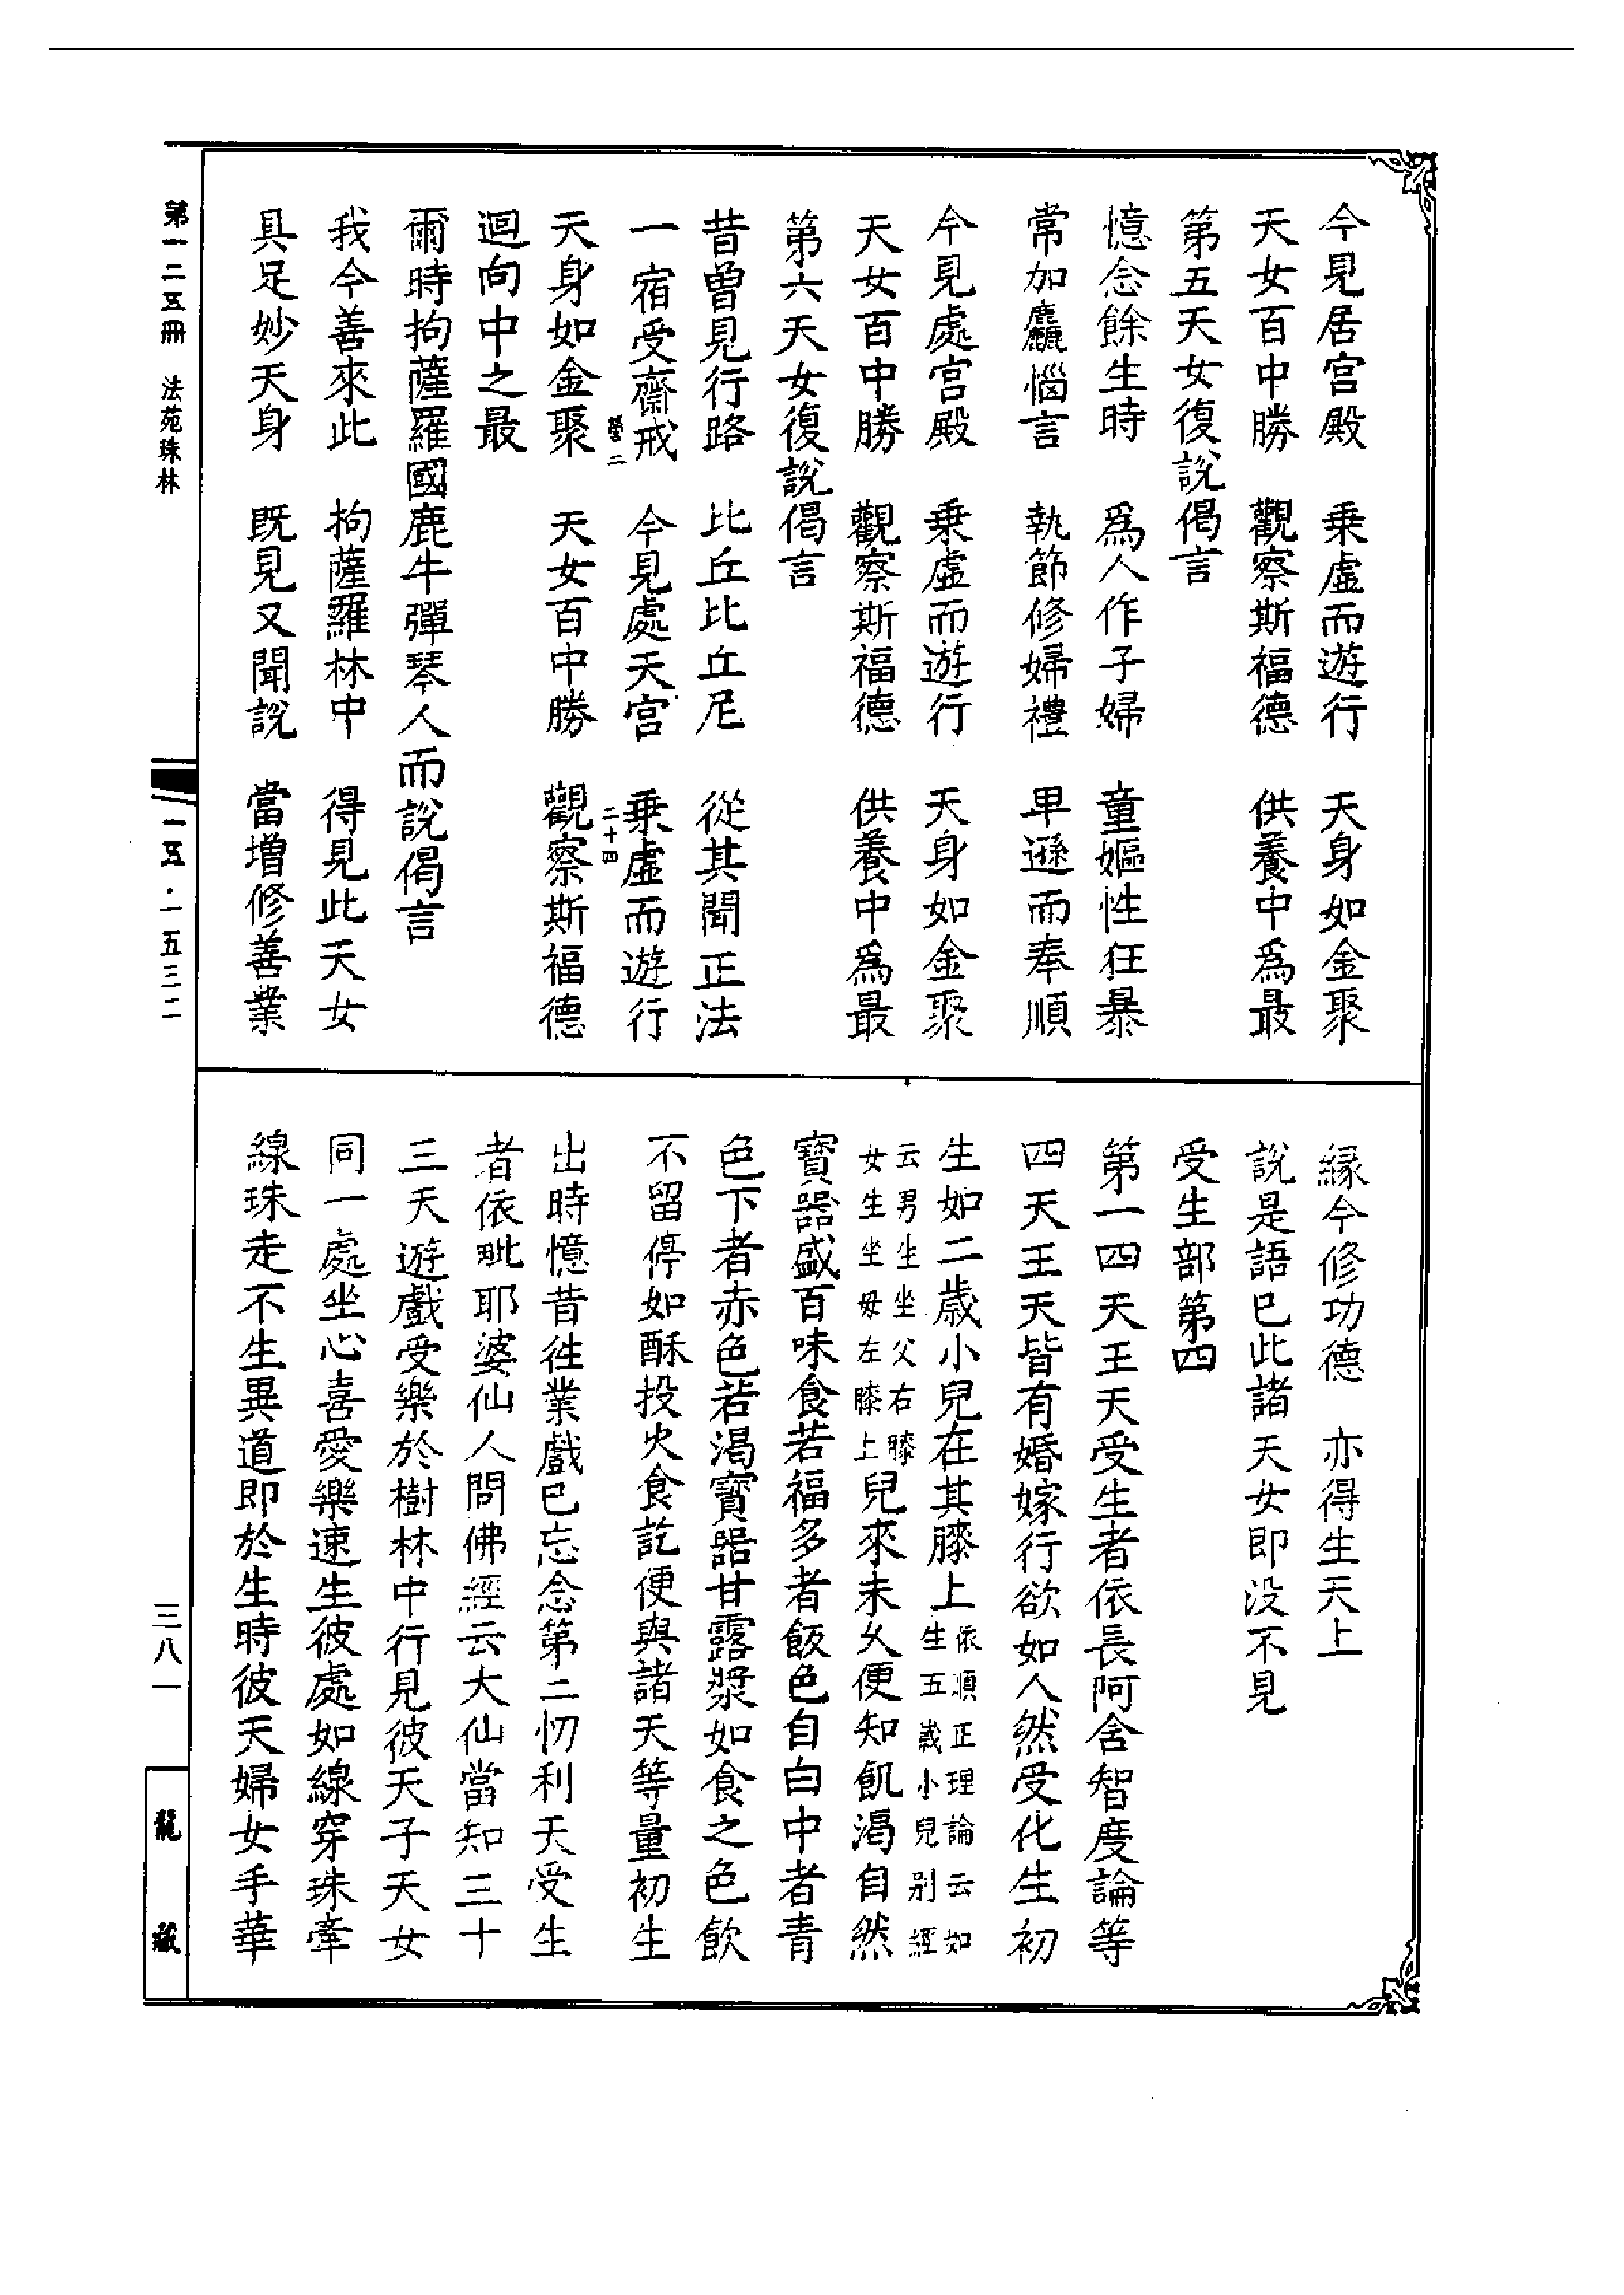 今見居宮殿　乗虛而遊行　天身如金聚
天女百中勝　觀察斯福德　供養中爲最
第五天女復說偈言
憶念餘生時　爲人作子婦　童嫗性狂暴
常加麤惱言　執節修婦禮　早遜而奉順
今見處宮殿　乗虛而遊行　天身如金聚
天女百中勝　觀察斯福德　供養中爲最
第六天女復說偈言
昔曽見行路　比丘比丘尼　從其聞正法
一宿受齋戒　今見處天宮　乗虛而遊行
二十四
天身如金聚　天女百中勝　觀察斯福德
迴向中之最
爾時拘薩羅國鹿牛彈琴人而說偈言
我今善來此　拘薩羅林中　得見此天女
具足妙天身　既見又聞說　當增修善業
緣今修功德　亦得生天上
說是語已此諸天女即没不見
受生部第四
第一四天王天受生者依長阿舍智度論等
四天王天皆有婚嫁行欲如人然受化生初
生如二歲小兒在其膝上依順正理論云如生五歲小兒別經
云男生坐父右膝女生坐母左膝上兒來未久便知飢渴自然
寶器盛百味食若福多者飯色自白中者青
色下者赤色若渴寶器甘露漿如食之色飲
不留停如酥投火食訖便與諸天等量初生
出時憶昔徃業戲已忘念第二忉利天受生
者依毗耶婆仙人問佛經云大仙當知三十
三天遊戲受樂於樹林中行見彼天子天女
同一處坐心喜愛樂速生彼處如線穿珠牽
線珠走不生異道即於生時彼天婦女手華
第一二五冊　法苑珠林
一五·一五三二
三八一
龍藏